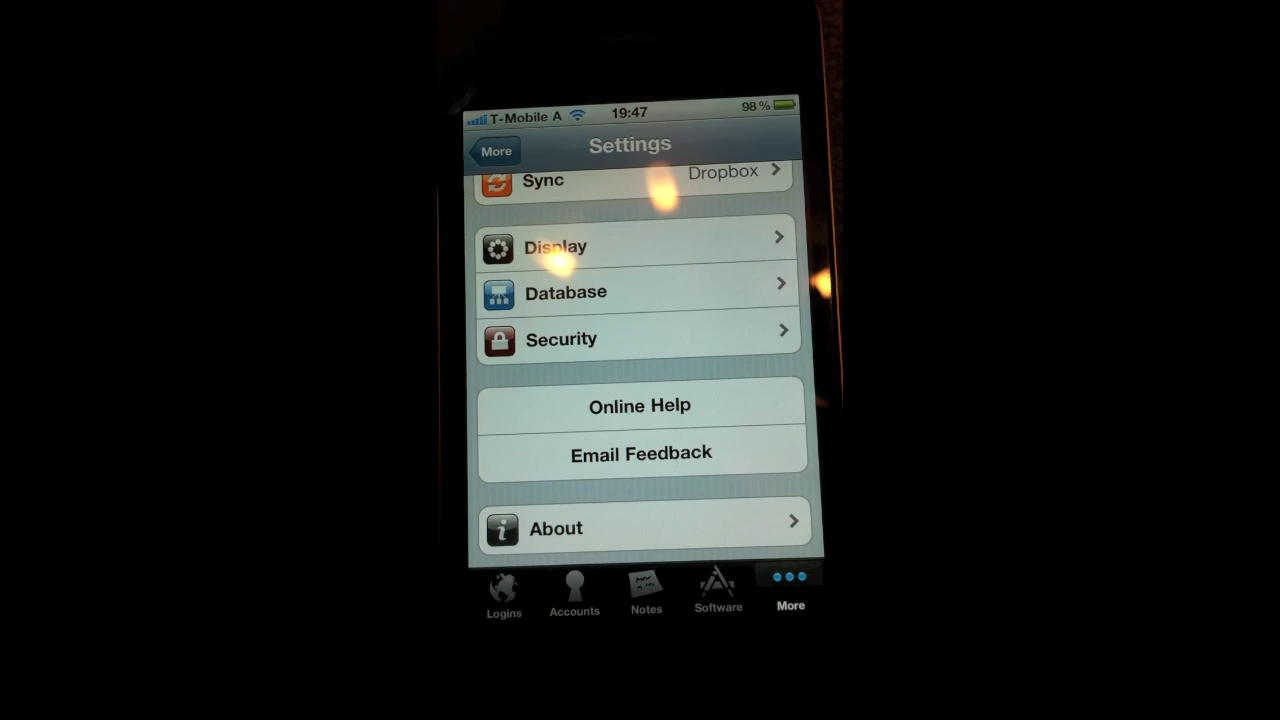 T-Mobile A 19:47 98%
More Settings
Sync Dropbox
Display
Database
Security
Online Help
Email Feedback
About
Logins Accounts Notes Software More